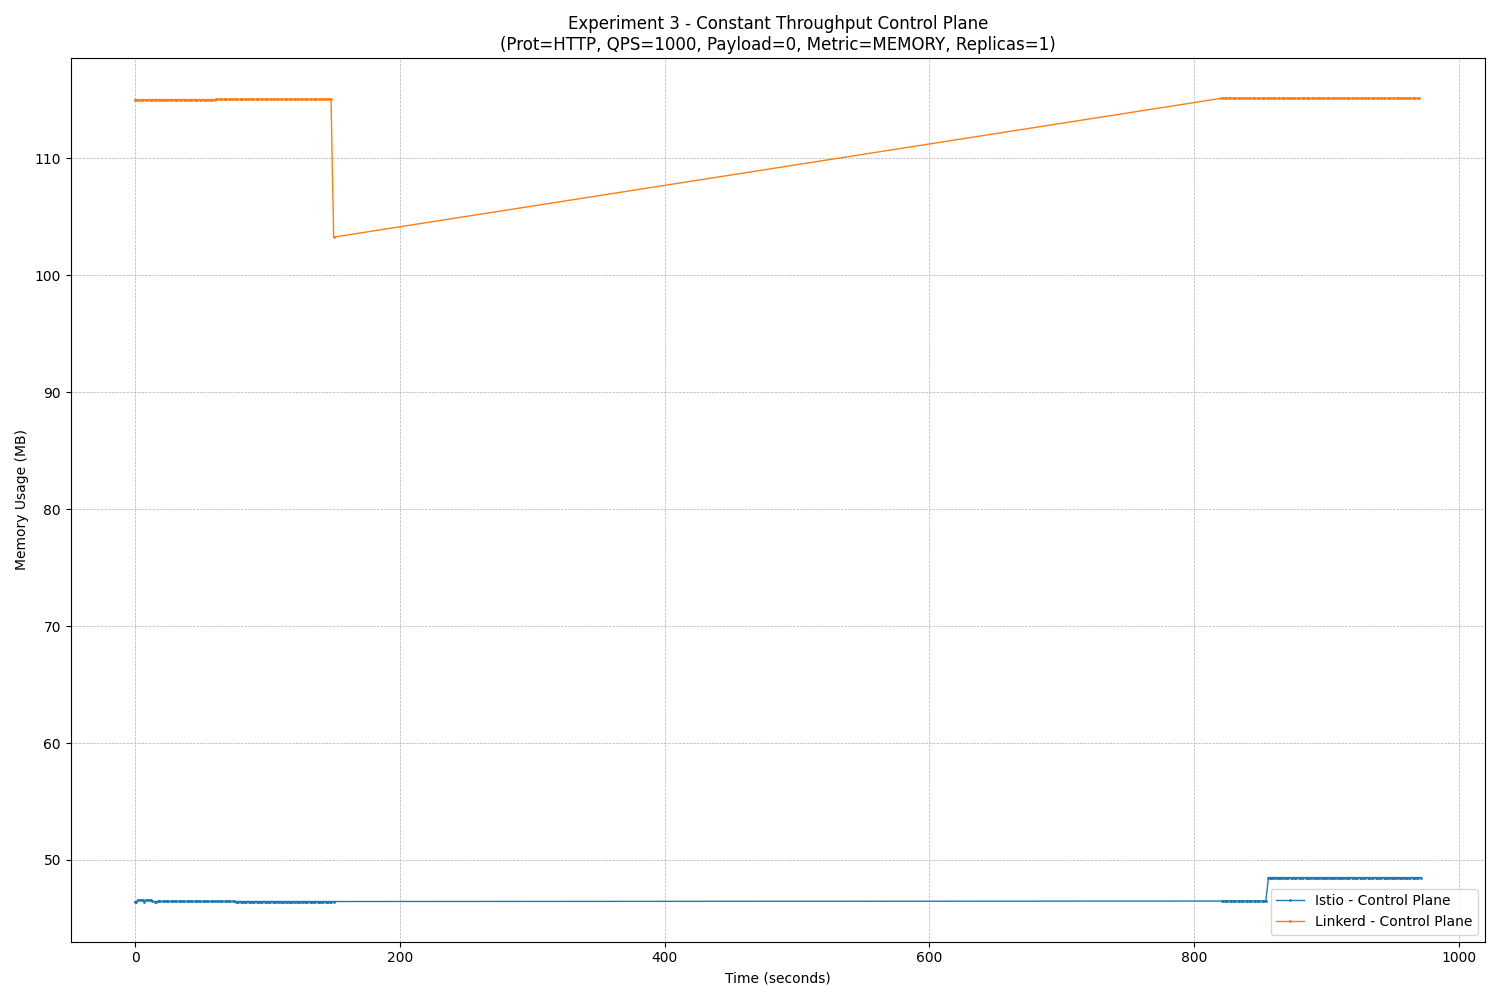 Experiment 3 - Constant Throughput Control Plane
(Prot=HTTP, QPS=1000, Payload=0, Metric=MEMORY, Replicas=1)
Memory Usage (MB)
110
100
90
80
70
60
50
0
200
400
600
800
1000
Time (seconds)
Istio - Control Plane
Linkerd - Control Plane